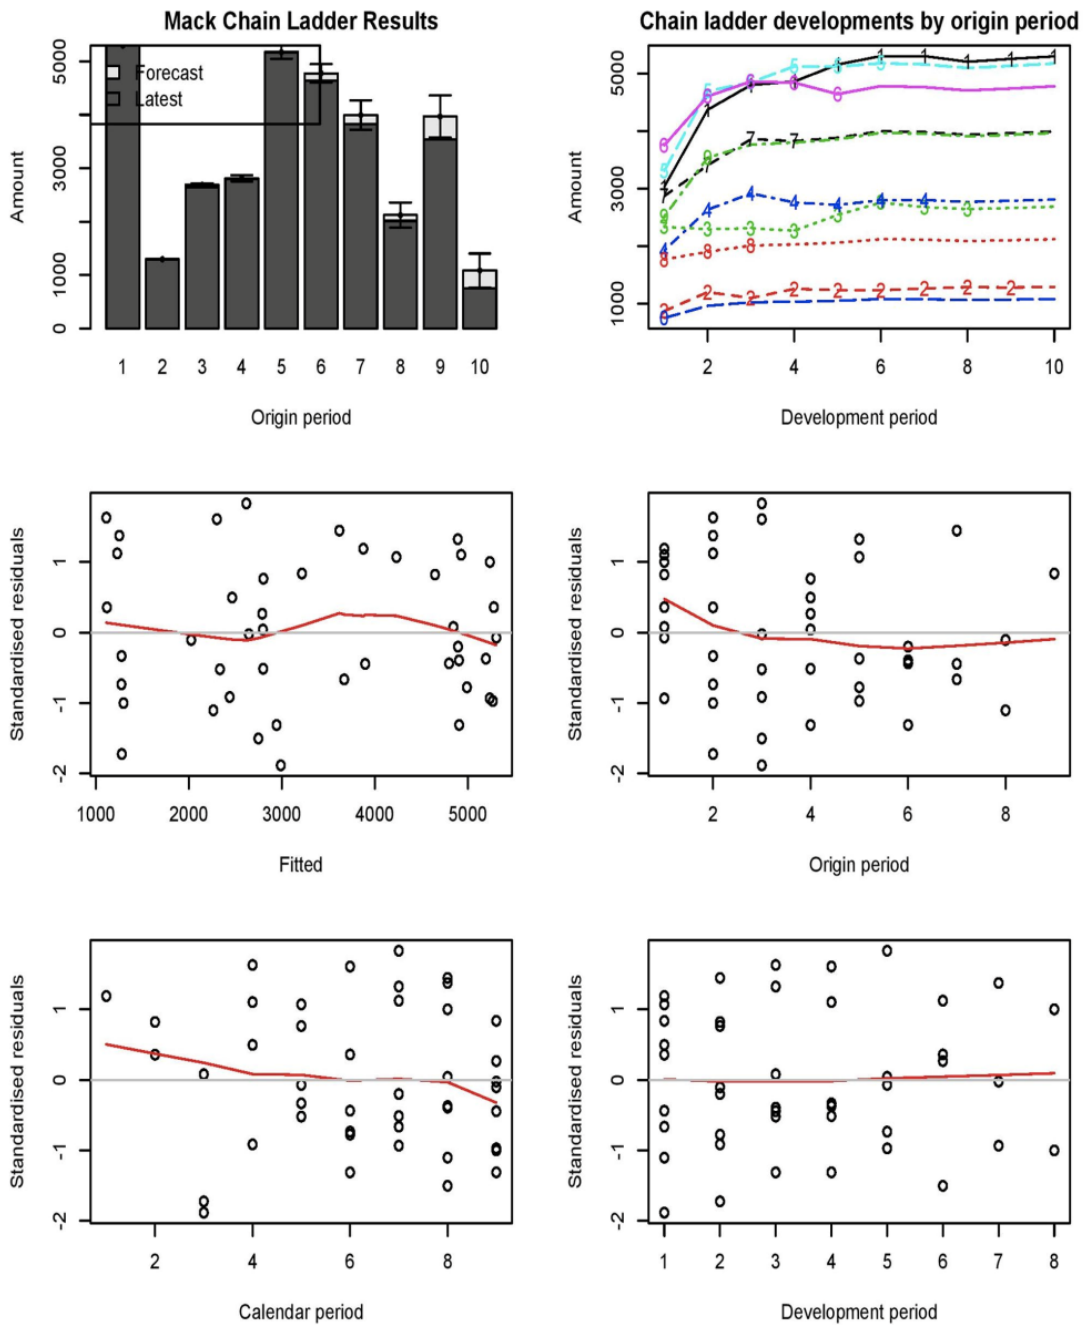 Mack Chain Ladder Results
Amount
0 1000 3000 5000
Forecast
Latest
1 2 3 4 5 6 7 8 9 10
Origin period
Chain ladder developments by origin period
Amount
1000 3000 5000
2 4 6 8 10
Development period
Standardised residuals
-2 -1 0 1
1000 2000 3000 4000 5000
Fitted
Standardised residuals
-2 -1 0 1
2 4 6 8
Origin period
Standardised residuals
-2 -1 0 1
2 4 6 8
Calendar period
Standardised residuals
-2 -1 0 1
1 2 3 4 5 6 7 8
Development period